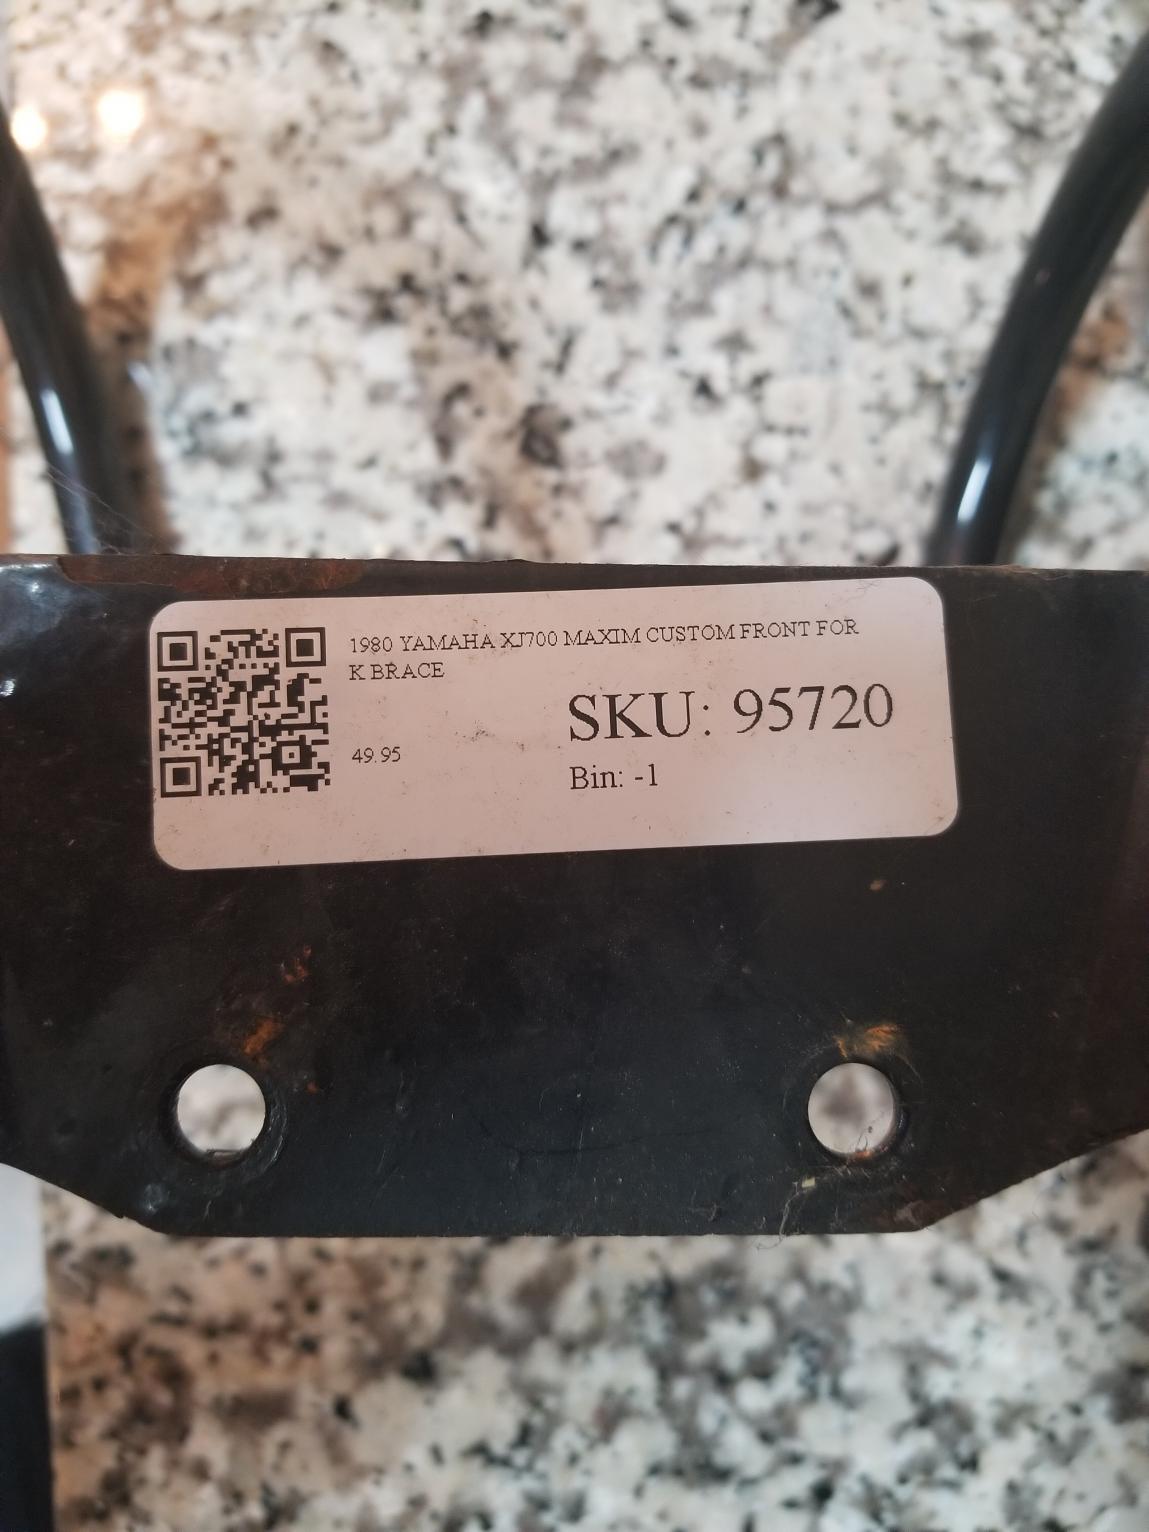 1980 YAMAHA XJ700 MAXIM CUSTOM FRONT FOR
K BRACE
SKU: 95720
49.95
Bin: -1